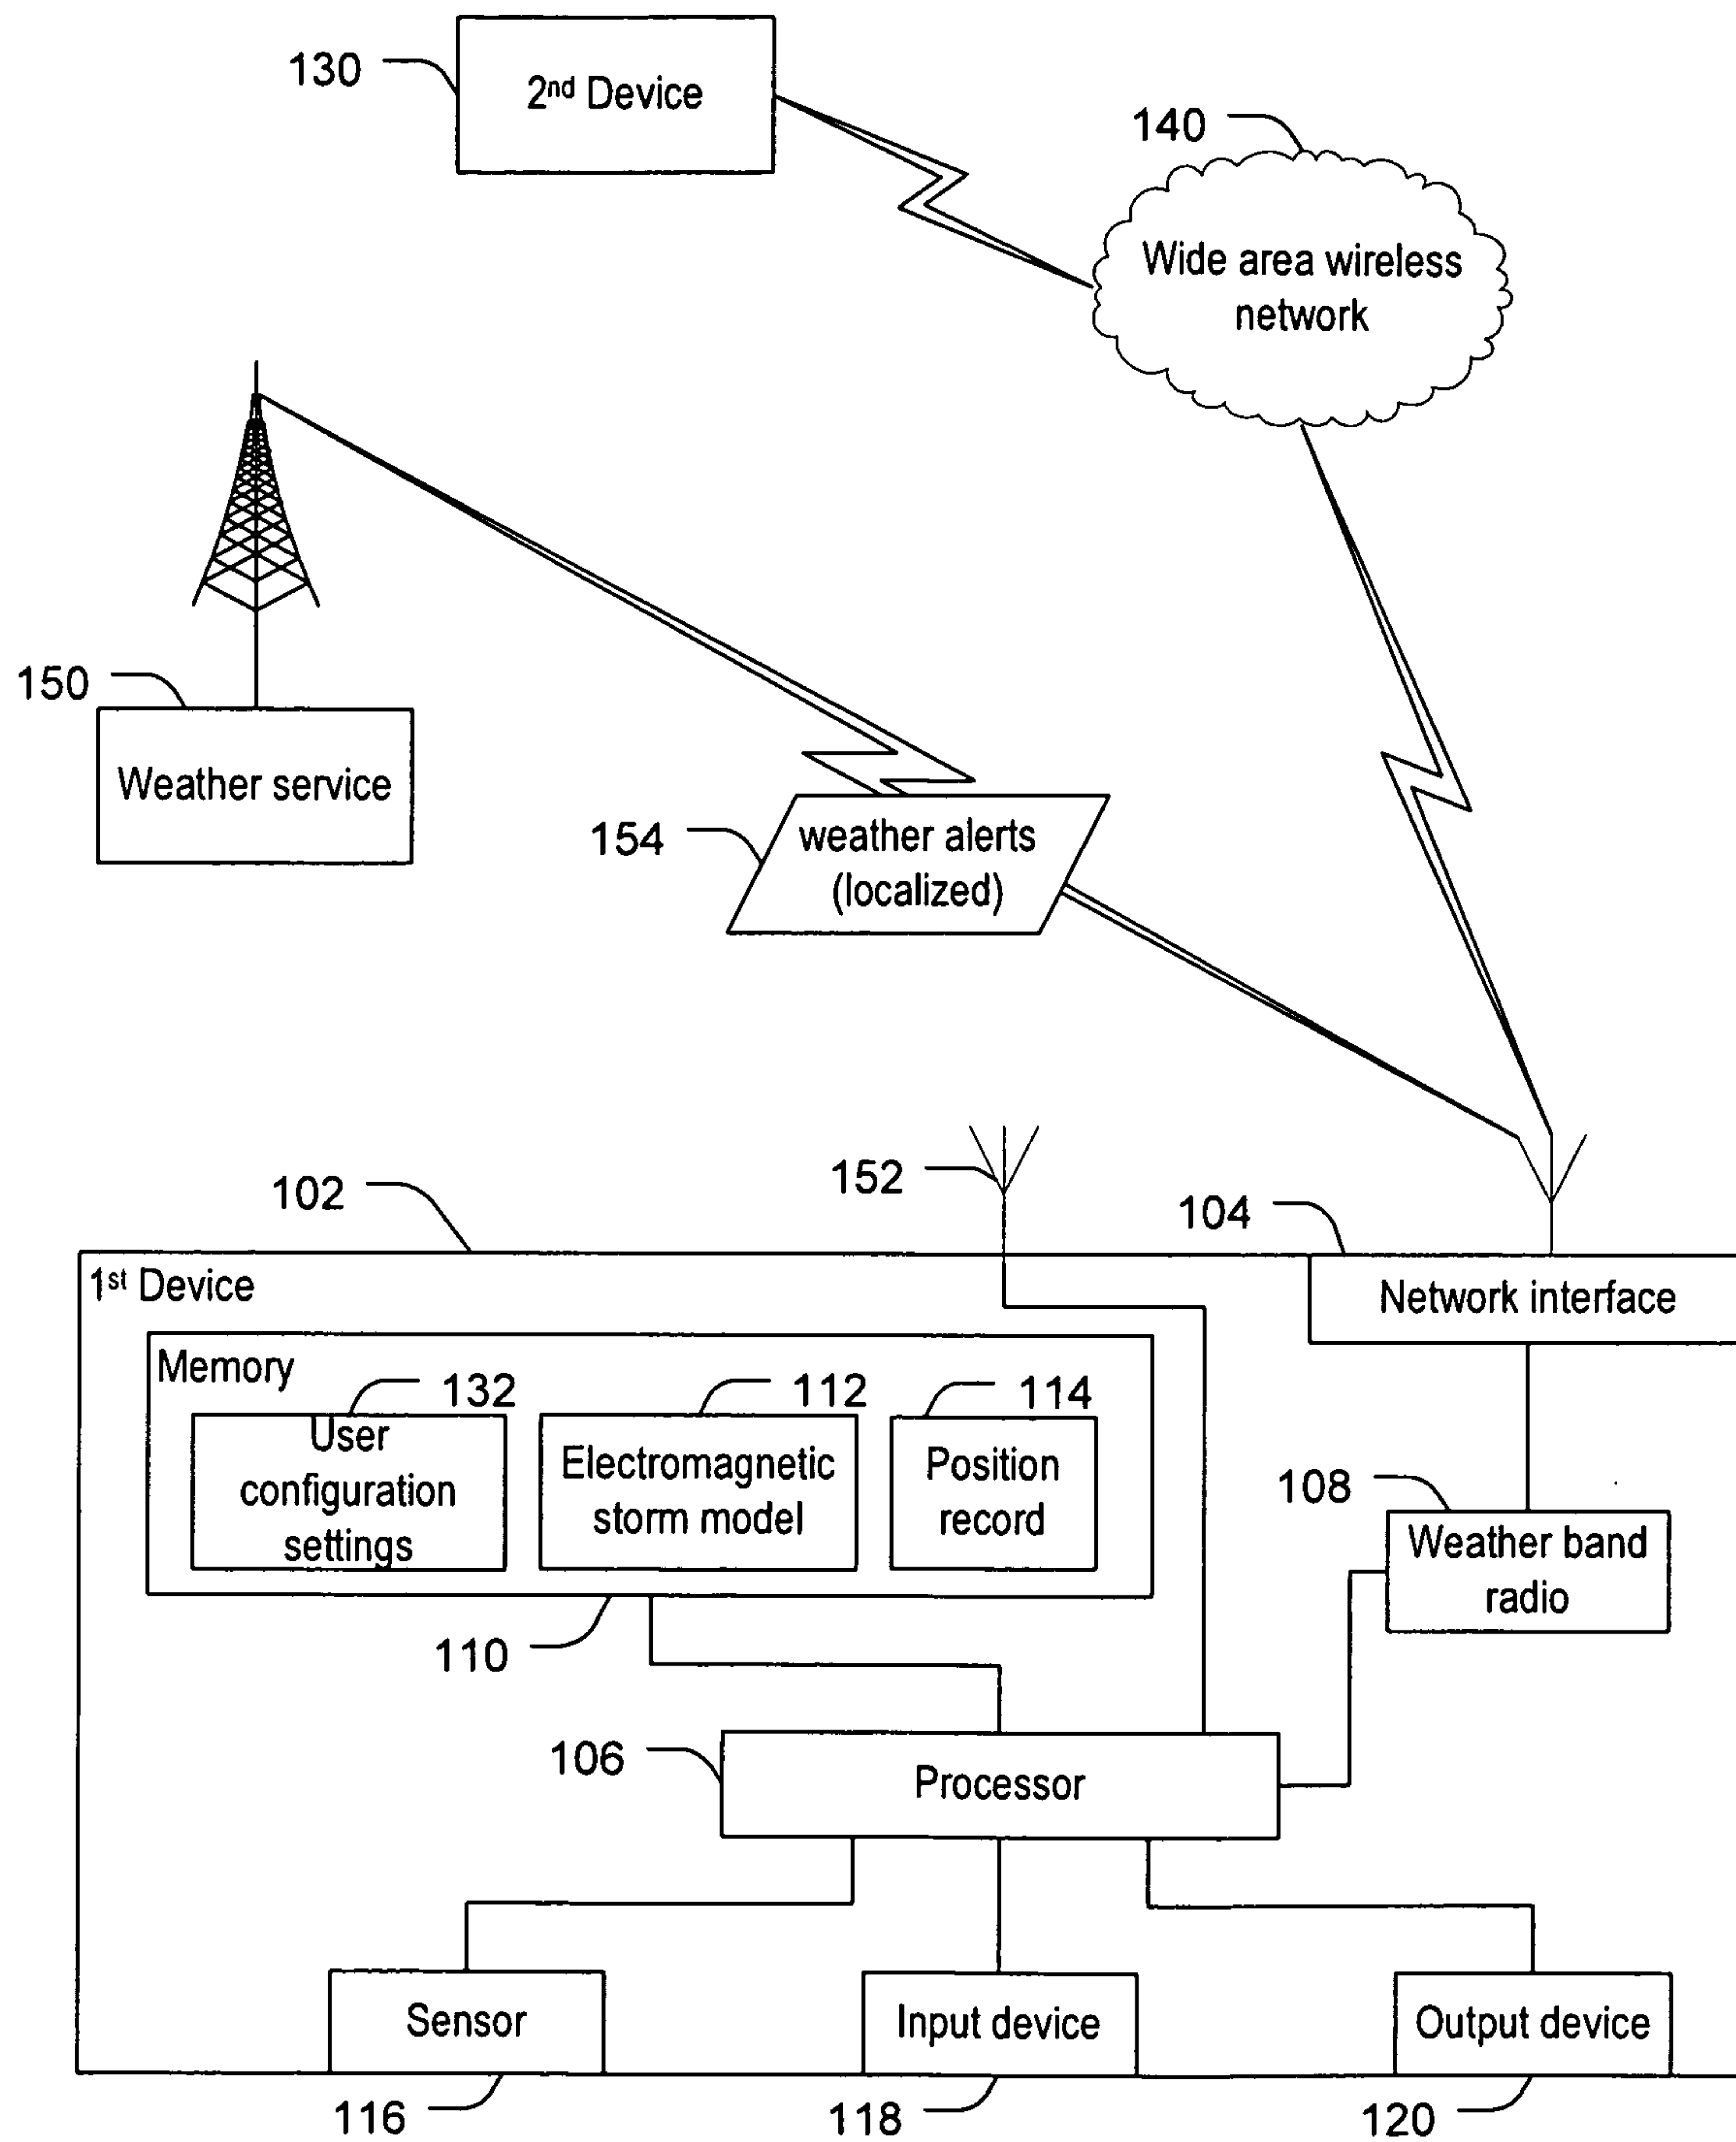 130
2nd Device
140
Wide area wireless
network
150
Weather service
154
weather alerts
(localized)
152
102
104
1st Device
Network interface
Memory
132
112
114
User
configuration
settings
Electromagnetic
storm model
Position
record
108
Weather band
radio
110
106
Processor
Sensor
Input device
Output device
116
118
120